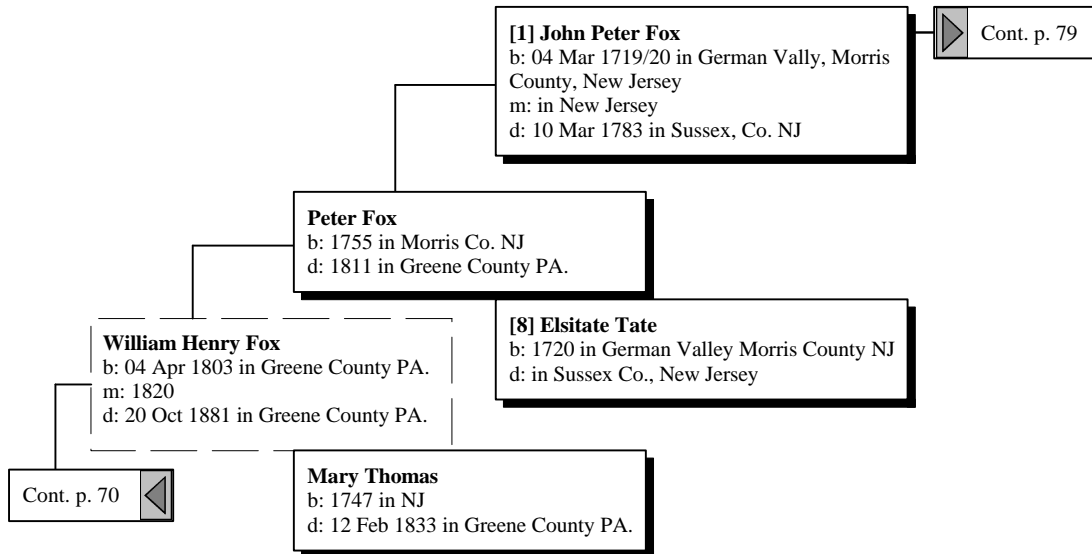 [1] John Peter Fox
b: 04 Mar 1719/20 in German Vally, Morris
County, New Jersey
m: in New Jersey
d: 10 Mar 1783 in Sussex, Co. NJ
Cont. p. 79
Peter Fox
b: 1755 in Morris Co. NJ
d: 1811 in Greene County PA.
[8] Elsitate Tate
b: 1720 in German Valley Morris County NJ
d: in Sussex Co., New Jersey
William Henry Fox
b: 04 Apr 1803 in Greene County PA.
m: 1820
d: 20 Oct 1881 in Greene County PA.
Cont. p. 70
Mary Thomas
b: 1747 in NJ
d: 12 Feb 1833 in Greene County PA.